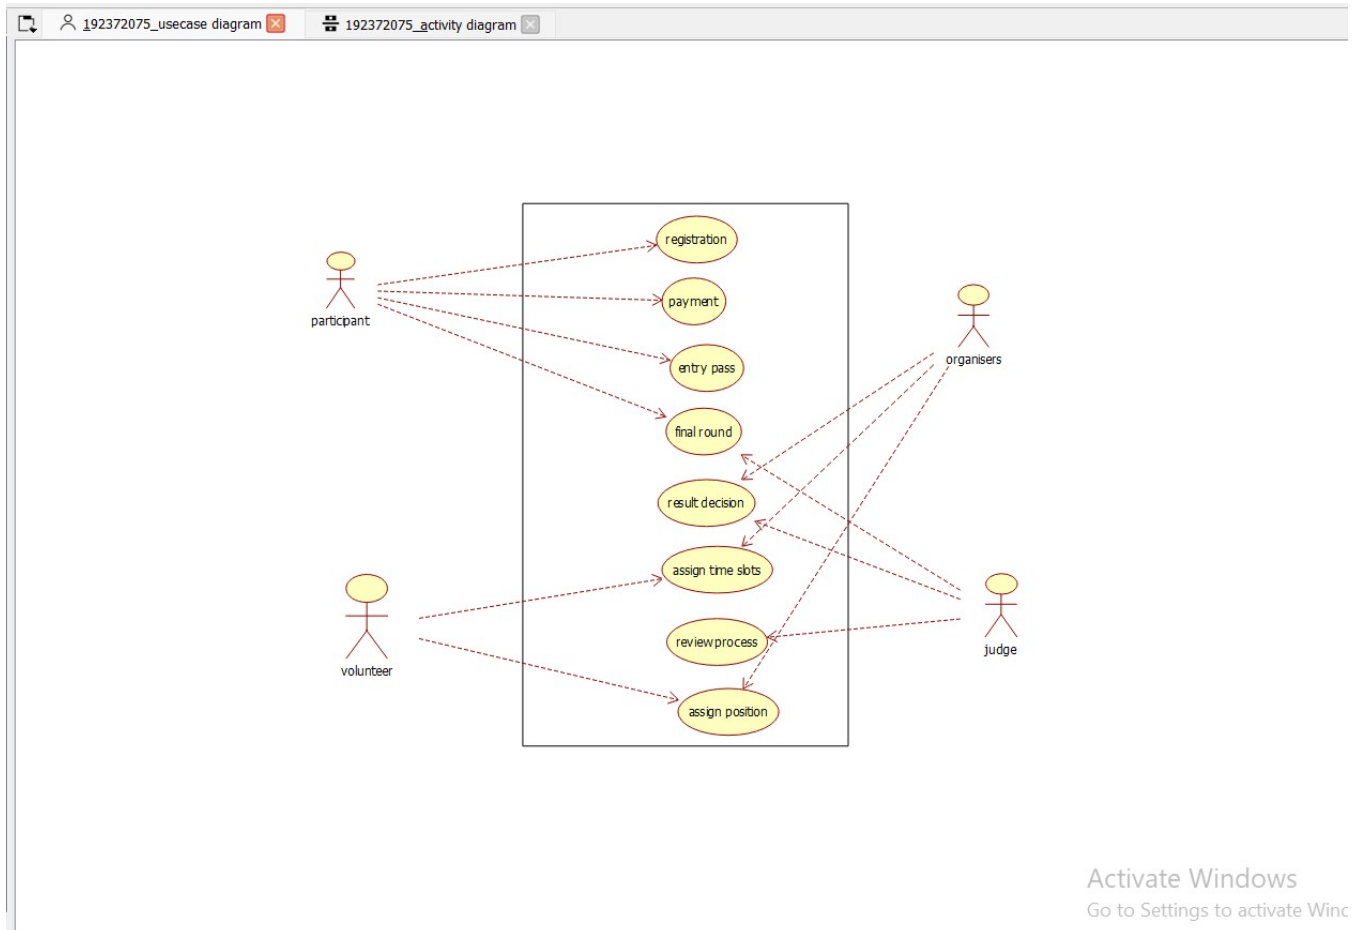 192372075_usecase diagram
192372075_activity diagram
registration
participant
payment
organisers
entry pass
final round
result decision
assign time slots
volunteer
review process
judge
assign position
Activate Windows
Go to Settings to activate Winc